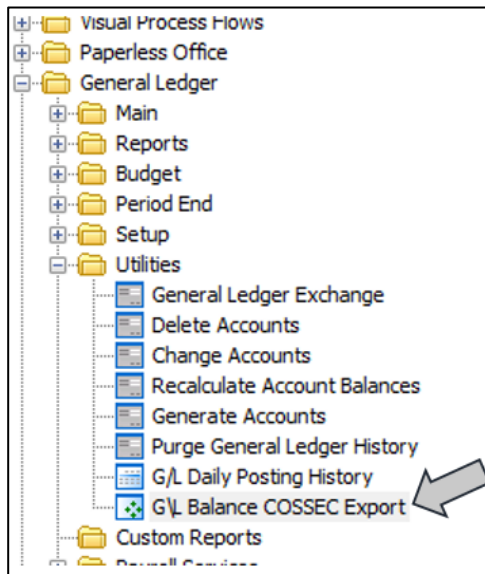 Visual Process Flows
Paperless Office
General Ledger
Main
Reports
Budget
Period End
Setup
Utilities
General Ledger Exchange
Delete Accounts
Change Accounts
Recalculate Account Balances
Generate Accounts
Purge General Ledger History
G/L Daily Posting History
G\L Balance COSSEC Export
Custom Reports
Payroll Services